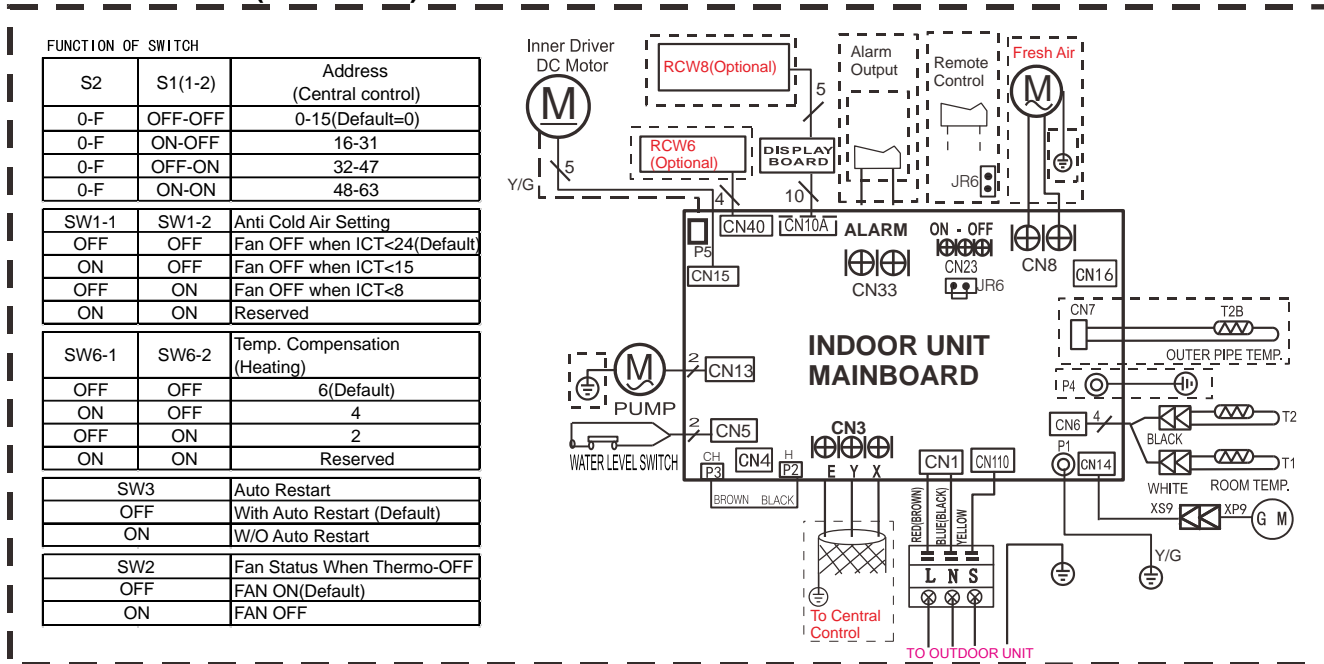 FUNCTION OF SWITCH
S2 S1(1-2) Address
(Central control)
0-F OFF-OFF 0-15(Default=0)
0-F ON-OFF 16-31
0-F OFF-ON 32-47
0-F ON-ON 48-63
SW1-1 SW1-2 Anti Cold Air Setting
OFF OFF Fan OFF when ICT<24(Default)
ON OFF Fan OFF when ICT<15
OFF ON Fan OFF when ICT<8
ON ON Reserved
SW6-1 SW6-2 Temp. Compensation
(Heating)
OFF OFF 6(Default)
ON OFF 4
OFF ON 2
ON ON Reserved
SW3 Auto Restart
OFF With Auto Restart (Default)
ON W/O Auto Restart
SW2 Fan Status When Thermo-OFF
OFF FAN ON(Default)
ON FAN OFF
Inner Driver
DC Motor
M
5
Y/G
RCW8(Optional)
5
RCW6
(Optional)
4
DISPLAY
BOARD
10
Alarm
Output
Remote
Control
JR6
Fresh Air
M
P5
CN40
CN10A
ALARM
ON - OFF
CN15
CN33
CN23
JR6
CN8
CN16
CN7
T2B
OUTER PIPE TEMP.
INDOOR UNIT
MAINBOARD
P4
M
PUMP
2
CN13
WATER LEVEL SWITCH
2
CN5
CH
P3
CN4
H
P2
BROWN BLACK
CN3
E Y X
CN1
CN110
CN6
4
BLACK
T2
P1
CN14
WHITE
T1
ROOM TEMP.
XS9 XP9
G M
Y/G
RED(BROWN)
BLUE(BLACK)
YELLOW
L N S
To Central
Control
TO OUTDOOR UNIT